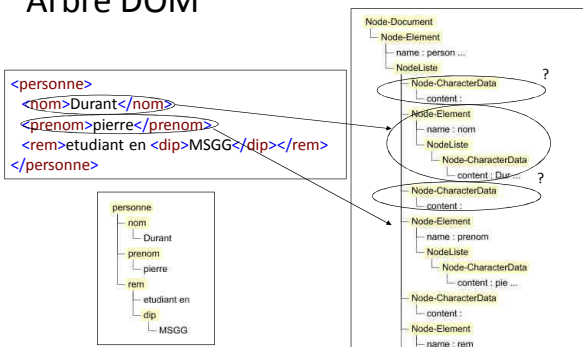 Arbre DOM
<personne>
<nom>Durant</nom>
<prenom>pierre</prenom>
<rem>etudiant en <dip>MSGG</dip></rem>
</personne>
personne
nom
Durant
prenom
pierre
rem
etudiant en
dip
MSGG
Node-Document
Node-Element
name : person ...
NodeListe
Node-CharacterData
content :
?
Node-Element
name : nom
NodeListe
Node-CharacterData
content : Dur ...
?
Node-CharacterData
content :
Node-Element
name : prenom
NodeListe
Node-CharacterData
content : pie ...
Node-CharacterData
content :
Node-Element
name : rem